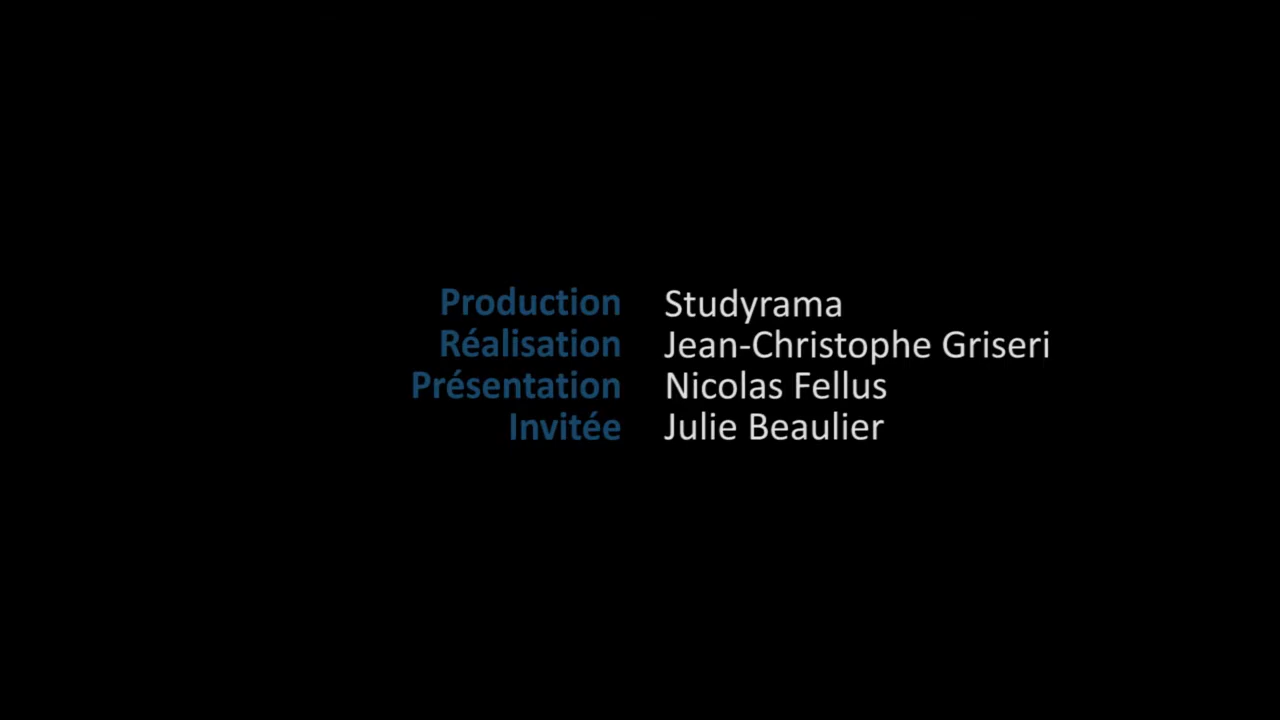 Production Studyrama
Réalisation Jean-Christophe Griseri
Présentation Nicolas Fellus
Invitée Julie Beaulier